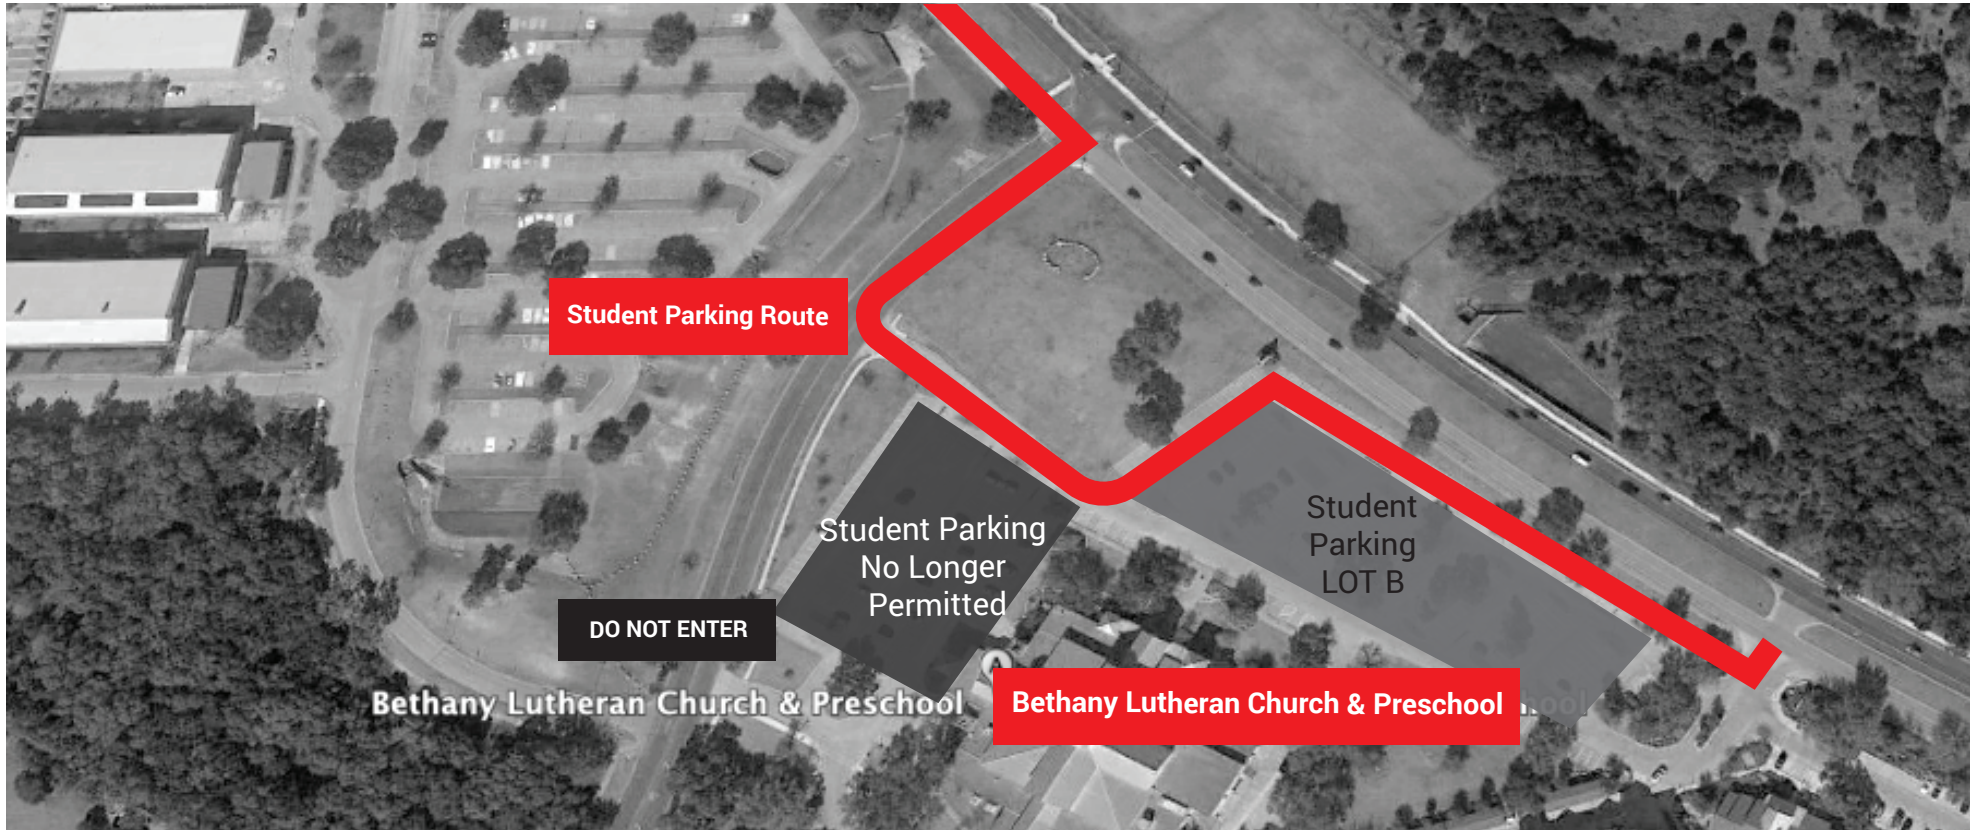 Student Parking Route
Student
Parking
LOT B
Student Parking
No Longer
Permitted
DO NOT ENTER
Bethany Lutheran Church & Preschool
Bethany Lutheran Church & Preschool